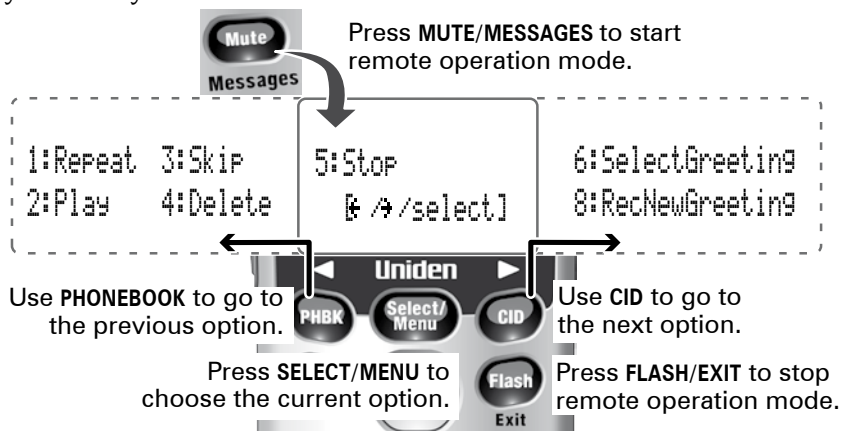 Mute
Messages
Press MUTE/MESSAGES to start
remote operation mode.
1:Repeat 3:Skip
2:Play 4:Delete
5:Stop
[←/→/select]
6:SelectGreeting
8:RecNewGreeting
◄ Uniden ►
PHBK
Select/
Menu
CID
Use PHONEBOOK to go to
the previous option.
Use CID to go to
the next option.
Press SELECT/MENU to
choose the current option.
Flash
Exit
Press FLASH/EXIT to stop
remote operation mode.